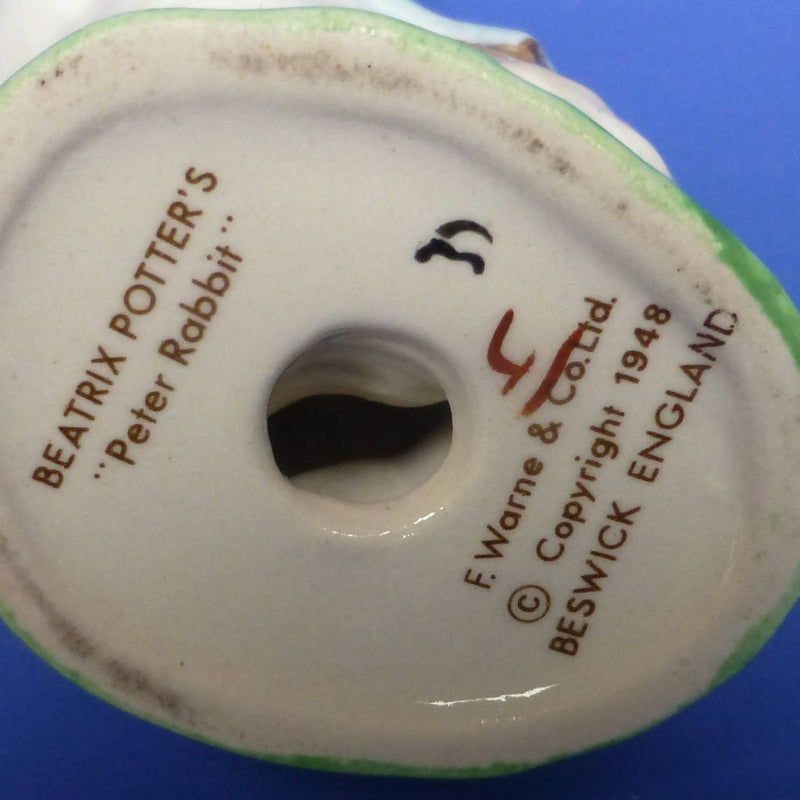 BEATRIX POTTER'S
"Peter Rabbit"
F. Warne & Co. Ltd.
© Copyright 1948
BESWICK ENGLAND